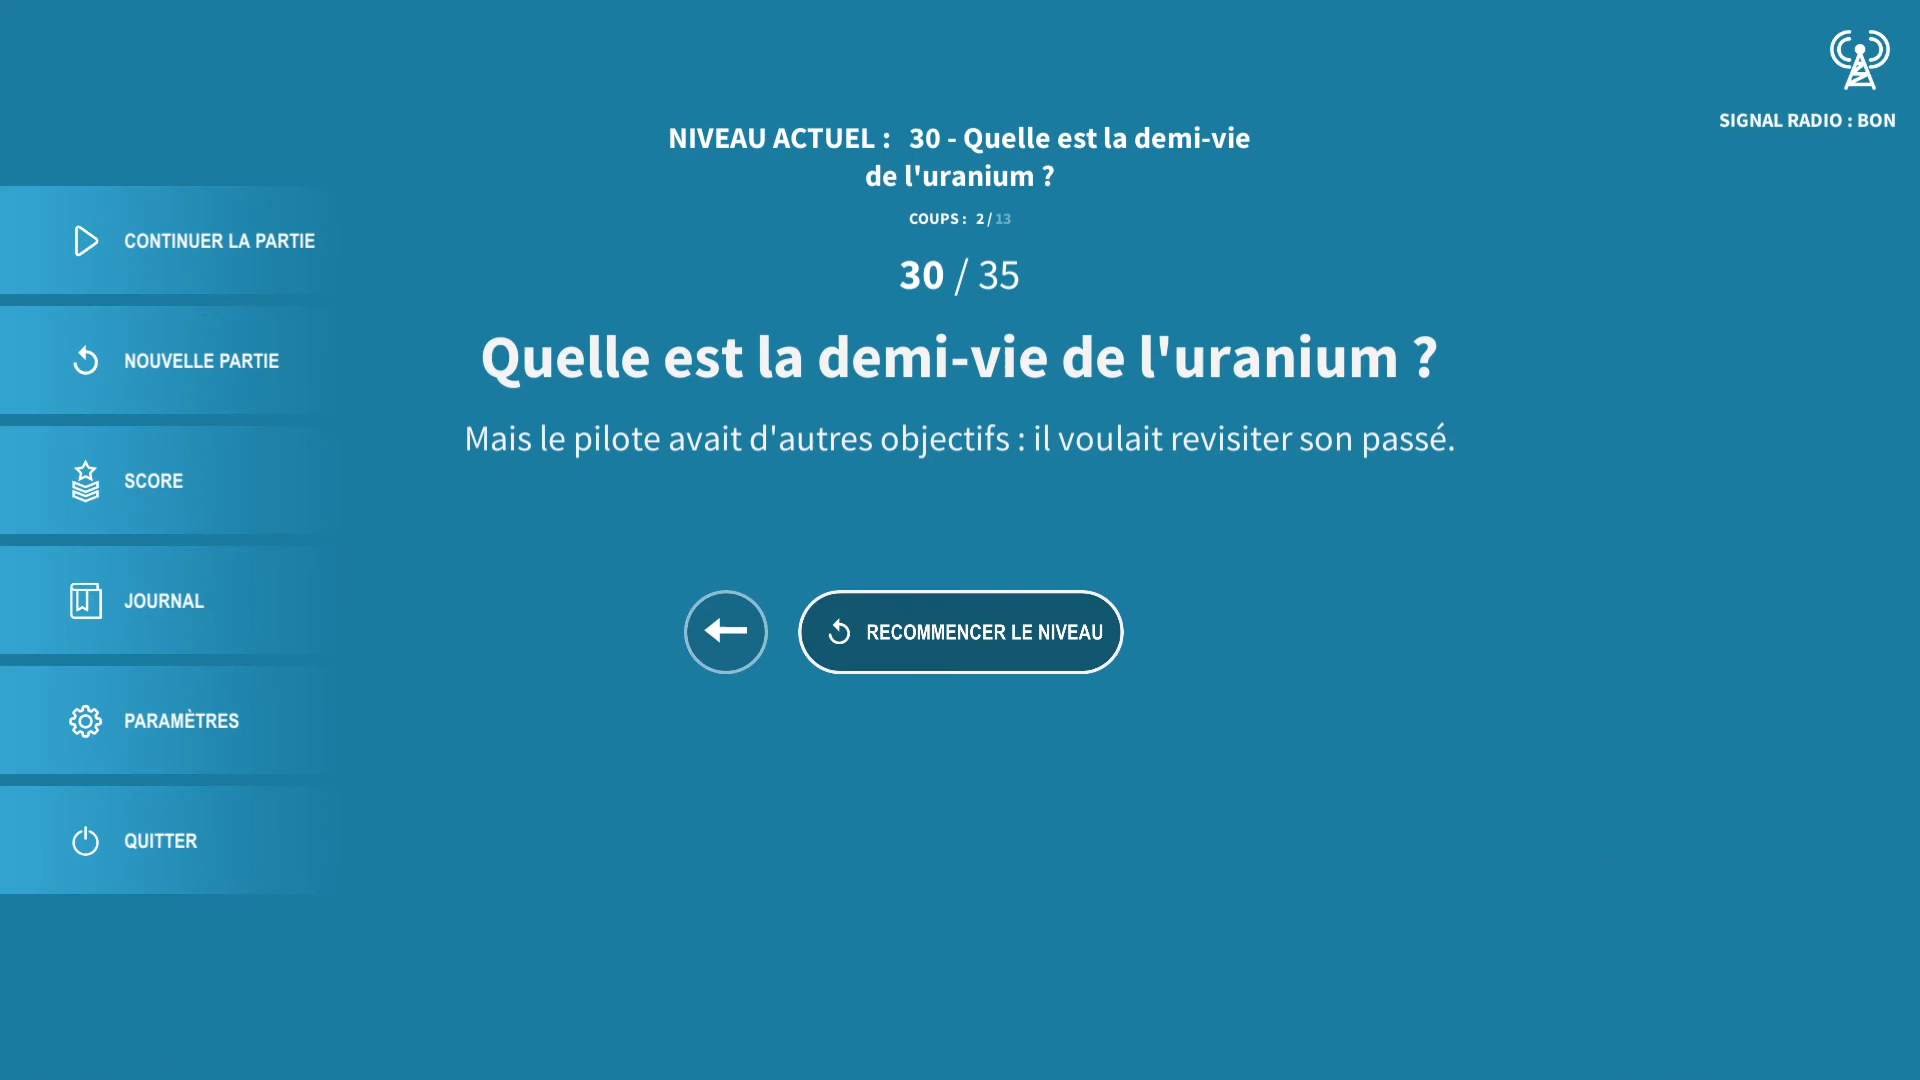 SIGNAL RADIO : BON
NIVEAU ACTUEL : 30 - Quelle est la demi-vie
de l'uranium ?
COUPS : 2 / 13
30 / 35
Quelle est la demi-vie de l'uranium ?
Mais le pilote avait d'autres objectifs : il voulait revisiter son passé.
RECOMMENCER LE NIVEAU
CONTINUER LA PARTIE
NOUVELLE PARTIE
SCORE
JOURNAL
PARAMÈTRES
QUITTER